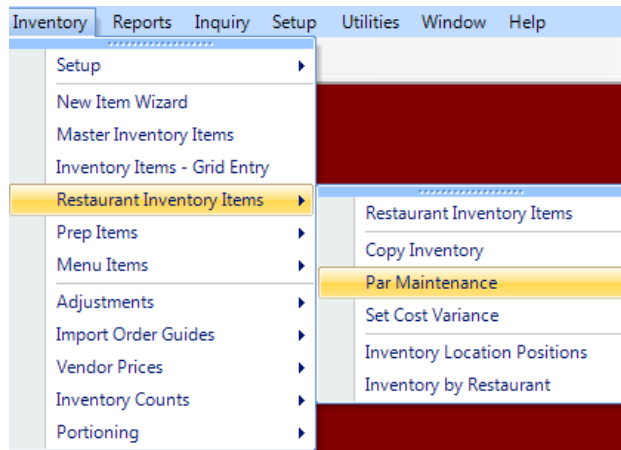 Inventory Reports Inquiry Setup Utilities Window Help
Setup
New Item Wizard
Master Inventory Items
Inventory Items - Grid Entry
Restaurant Inventory Items
Prep Items
Menu Items
Adjustments
Import Order Guides
Vendor Prices
Inventory Counts
Portioning
Restaurant Inventory Items
Copy Inventory
Par Maintenance
Set Cost Variance
Inventory Location Positions
Inventory by Restaurant